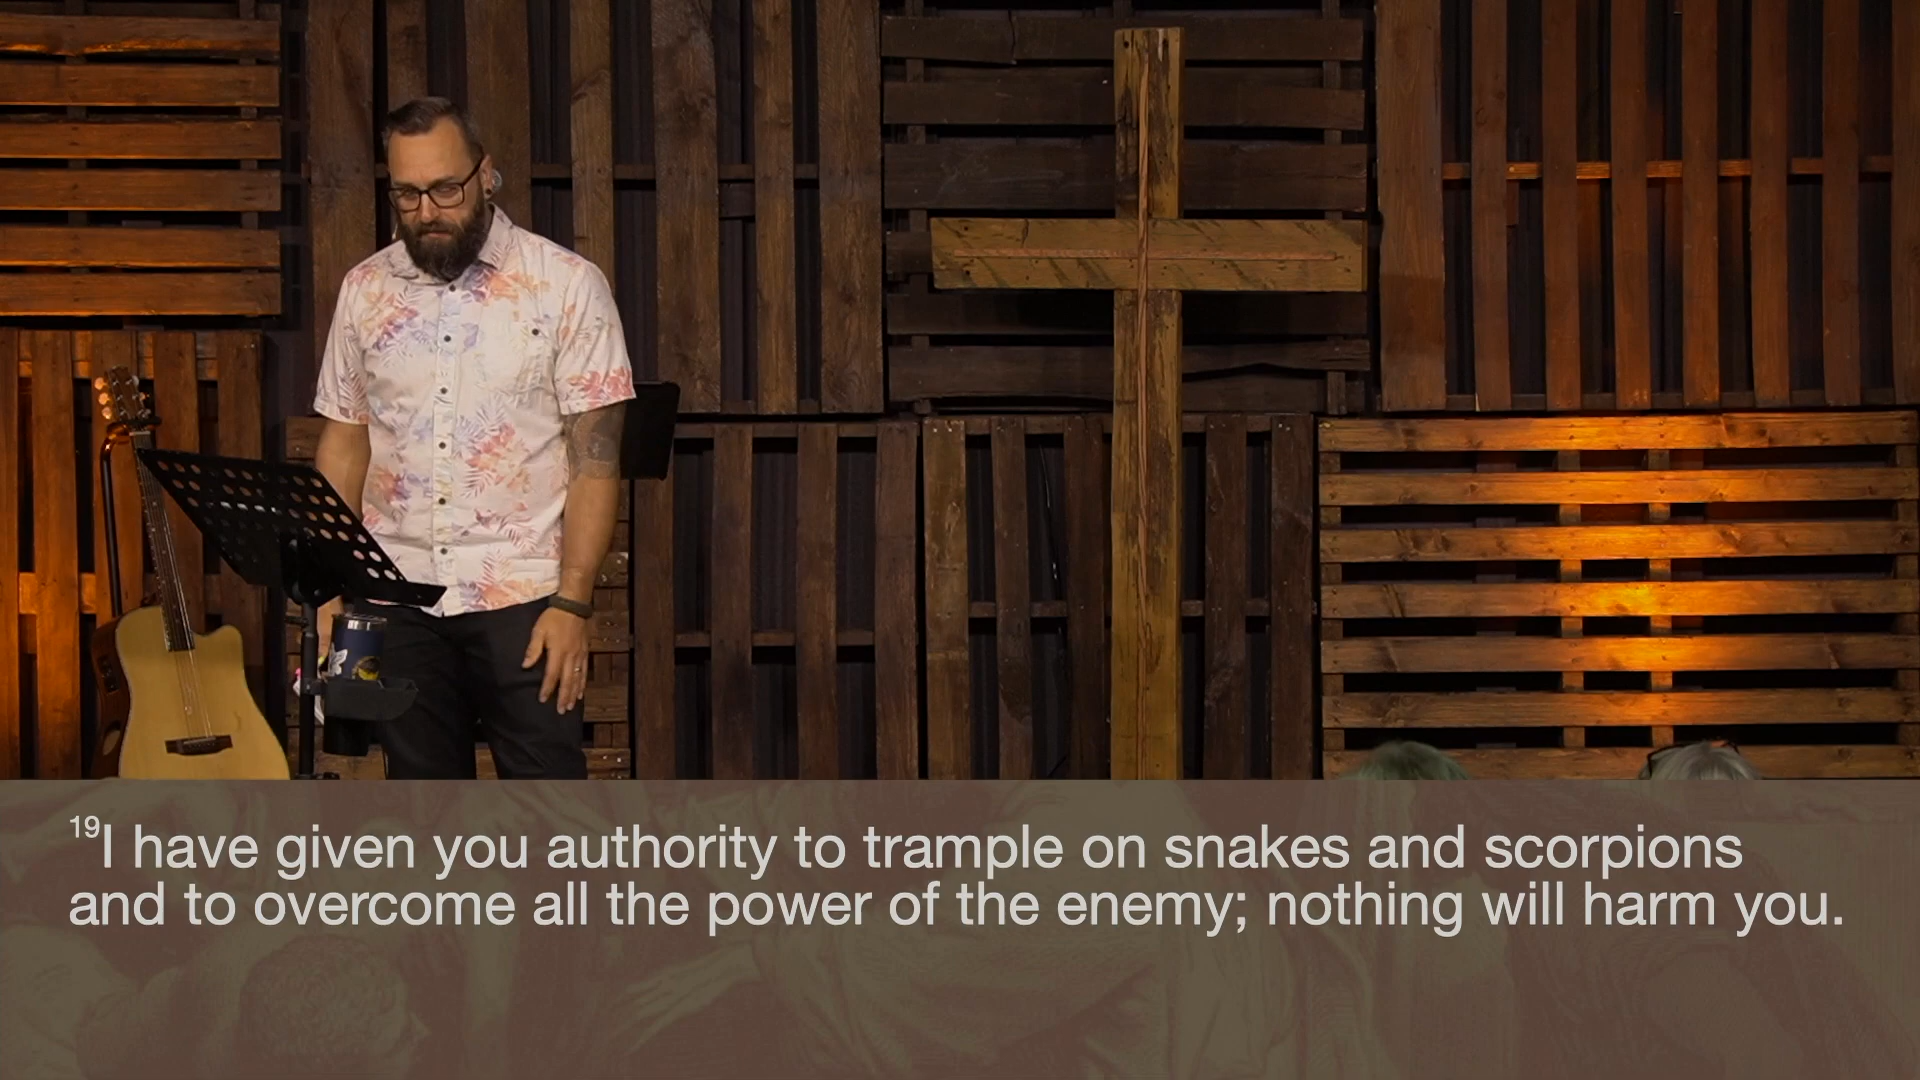 19I have given you authority to trample on snakes and scorpions
and to overcome all the power of the enemy; nothing will harm you.